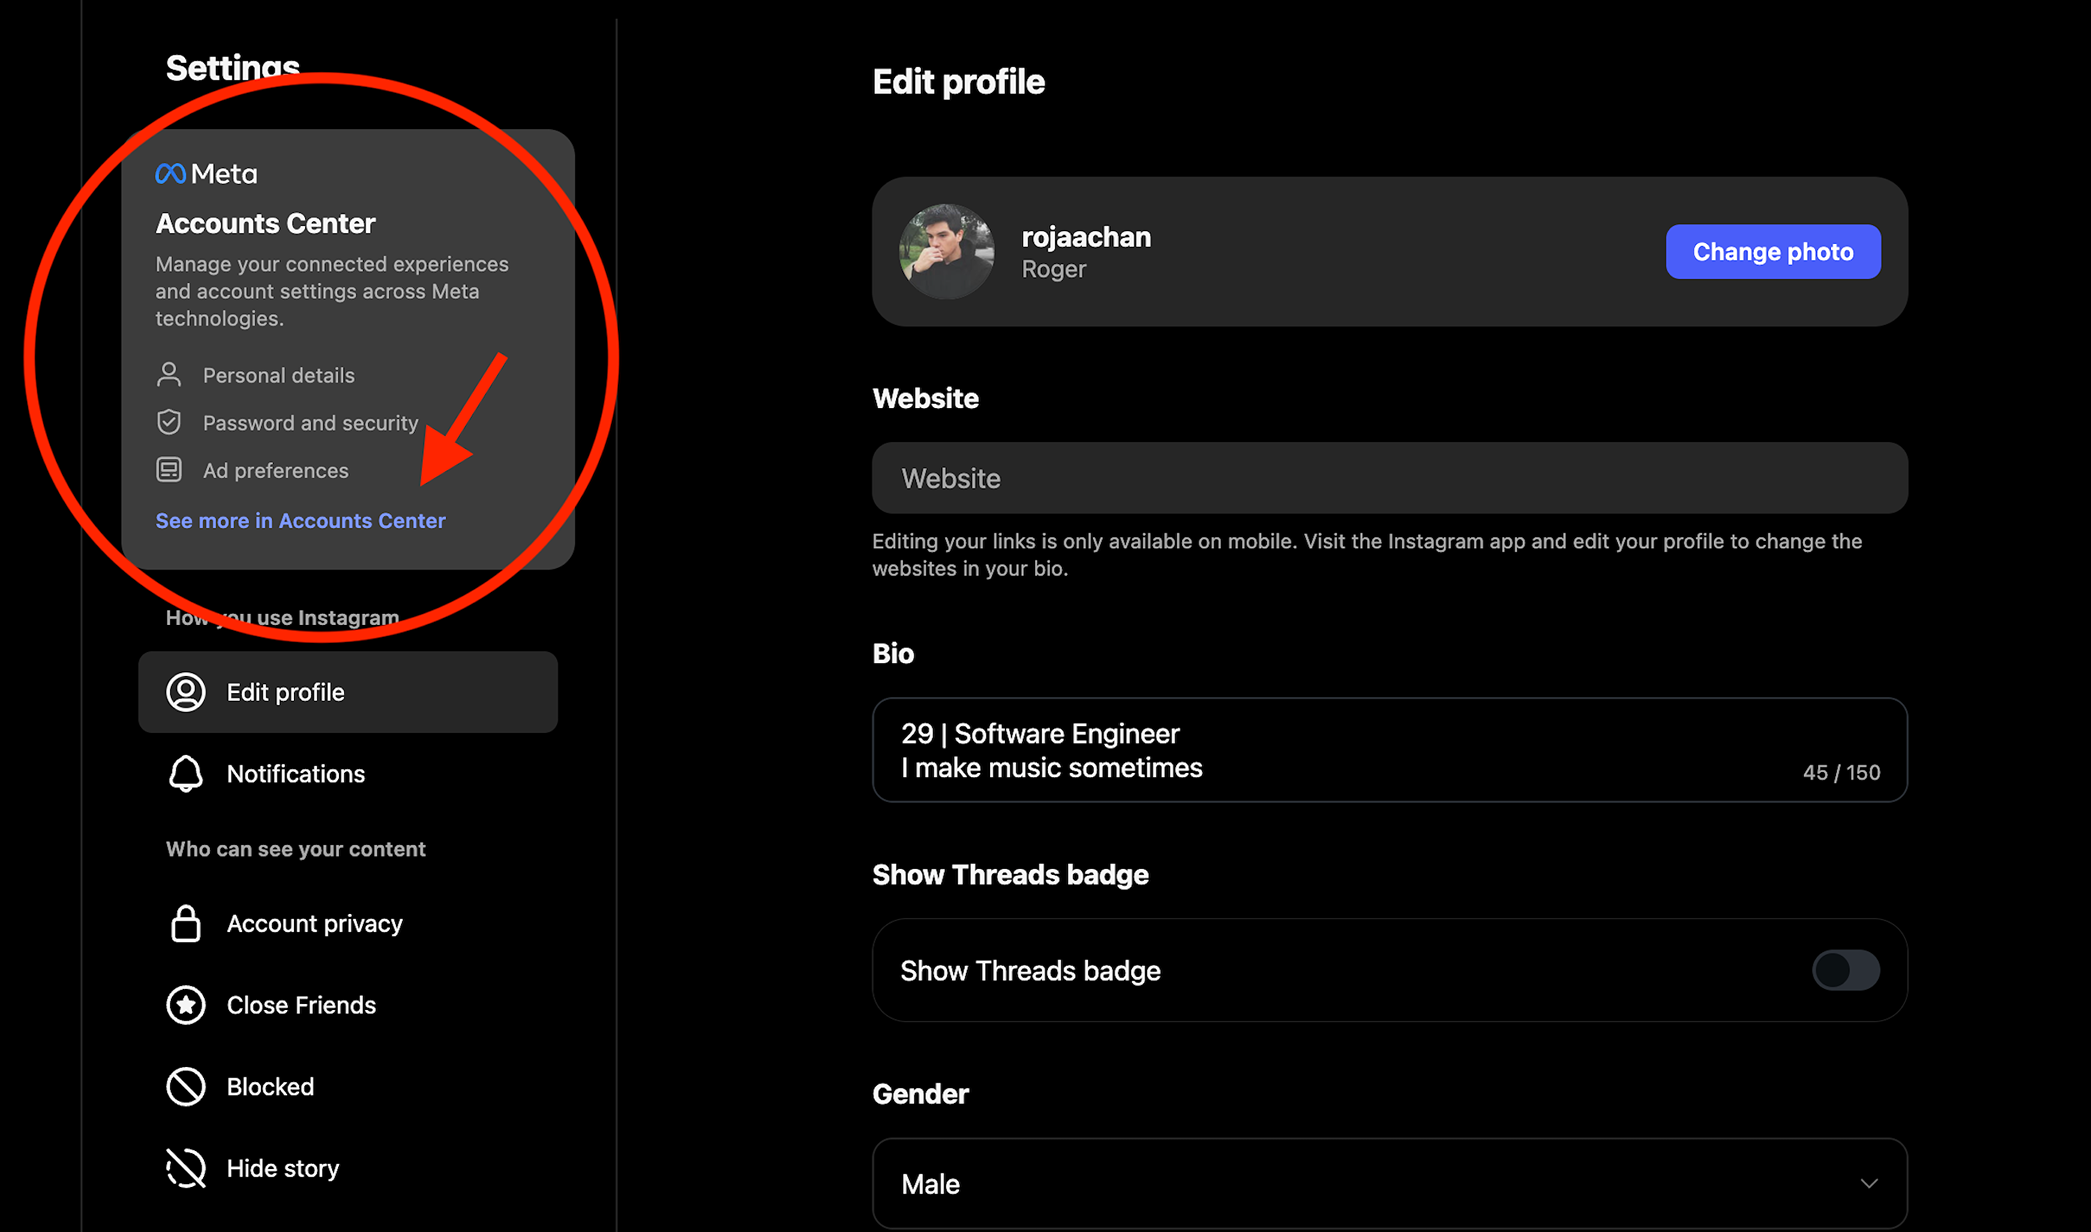 Settings
Meta
Accounts Center
Manage your connected experiences
and account settings across Meta
technologies.
Personal details
Password and security
Ad preferences
See more in Accounts Center
How you use Instagram
Edit profile
Notifications
Who can see your content
Account privacy
Close Friends
Blocked
Hide story
Edit profile
rojaachan
Roger
Change photo
Website
Website
Editing your links is only available on mobile. Visit the Instagram app and edit your profile to change the
websites in your bio.
Bio
29 | Software Engineer
I make music sometimes
45 / 150
Show Threads badge
Show Threads badge
Gender
Male